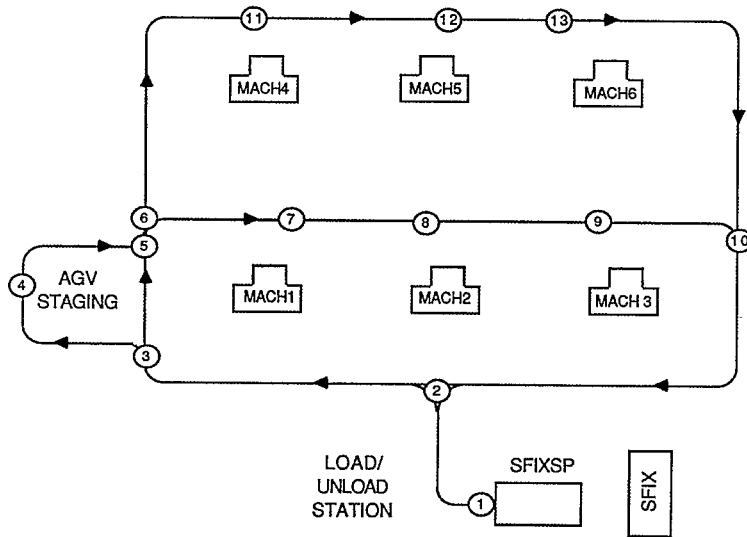 11
12
13
MACH4
MACH5
MACH6
6
7
8
9
10
5
4
AGV
STAGING
MACH1
MACH2
MACH 3
3
2
LOAD/
UNLOAD
STATION
SFIXSP
SFIX
1